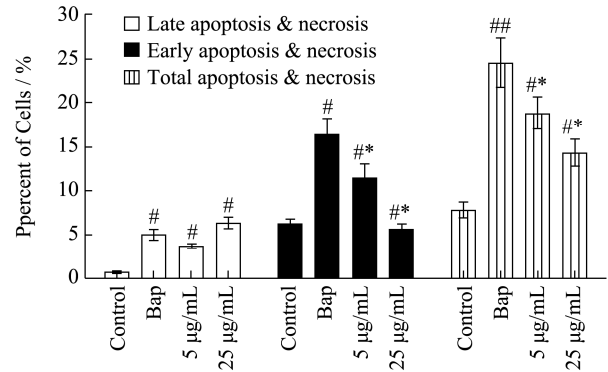 30
25
20
15
10
5
0
Ppercent of Cells / %
Late apoptosis & necrosis
Early apoptosis & necrosis
Total apoptosis & necrosis
#
#
#
#
#*
#*
##
#*
#*
Control
Bap
5 μg/mL
25 μg/mL
Control
Bap
5 μg/mL
25 μg/mL
Control
Bap
5 μg/mL
25 μg/mL